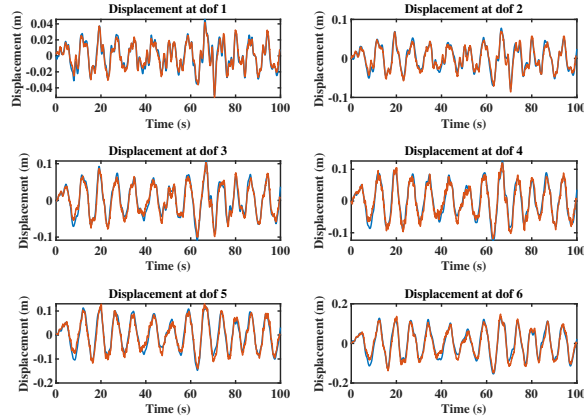 Displacement at dof 1
Displacement (m)
0.04
0.02
0
-0.02
-0.04
0 20 40 60 80 100
Time (s)
Displacement at dof 2
Displacement (m)
0.1
0
-0.1
0 20 40 60 80 100
Time (s)
Displacement at dof 3
Displacement (m)
0.1
0
-0.1
0 20 40 60 80 100
Time (s)
Displacement at dof 4
Displacement (m)
0.1
0
-0.1
0 20 40 60 80 100
Time (s)
Displacement at dof 5
Displacement (m)
0.1
0
-0.1
-0.2
0 20 40 60 80 100
Time (s)
Displacement at dof 6
Displacement (m)
0.2
0
-0.2
0 20 40 60 80 100
Time (s)